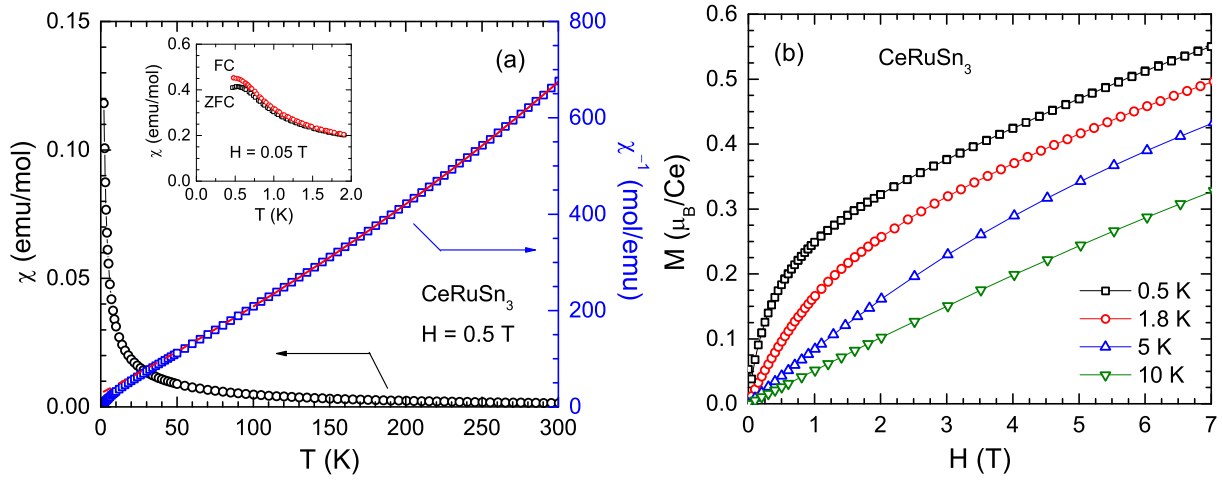 0.15
0.10
0.05
0.00
χ (emu/mol)
0 50 100 150 200 250 300
T (K)
800
600
400
200
0
χ⁻¹ (mol/emu)
(a)
CeRuSn₃
H = 0.5 T
0.6
0.4
0.2
0.0
χ (emu/mol)
FC
ZFC
H = 0.05 T
0.0 0.5 1.0 1.5 2.0
T (K)
0.6
0.5
0.4
0.3
0.2
0.1
0.0
M (μ_B/Ce)
(b)
CeRuSn₃
0.5 K
1.8 K
5 K
10 K
0 1 2 3 4 5 6 7
H (T)